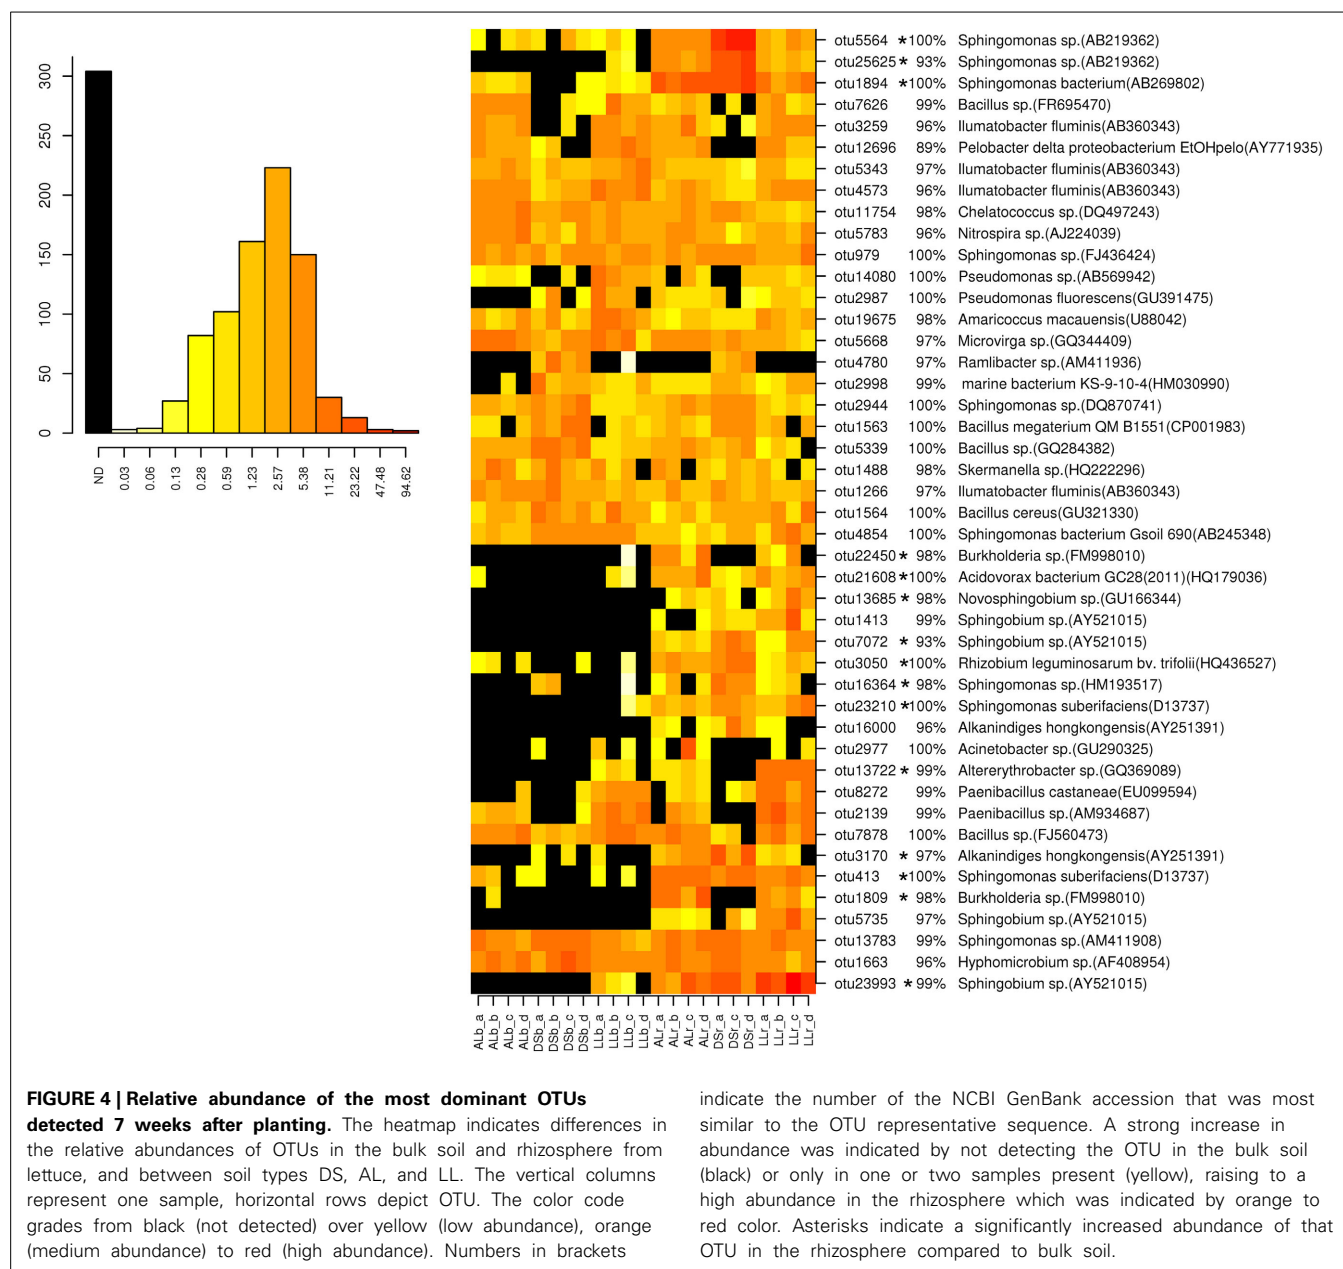 300
250
200
150
100
50
0
ND
0.03
0.06
0.13
0.28
0.59
1.23
2.57
5.38
11.21
23.22
47.48
94.62
otu5564 *100% Sphingomonas sp.(AB219362)
otu25625* 93% Sphingomonas sp.(AB219362)
otu1894 *100% Sphingomonas bacterium(AB269802)
otu7626 99% Bacillus sp.(FR695470)
otu3259 96% Ilumatobacter fluminis(AB360343)
otu12696 89% Pelobacter delta proteobacterium EtOHpelo(AY771935)
otu5343 97% Ilumatobacter fluminis(AB360343)
otu4573 96% Ilumatobacter fluminis(AB360343)
otu11754 98% Chelatococcus sp.(DQ497243)
otu5783 96% Nitrospira sp.(AJ224039)
otu979 100% Sphingomonas sp.(FJ436424)
otu14080 100% Pseudomonas sp.(AB569942)
otu2987 100% Pseudomonas fluorescens(GU391475)
otu19675 98% Amaricoccus macauensis(U88042)
otu5668 97% Microvirga sp.(GQ344409)
otu4780 97% Ramlibacter sp.(AM411936)
otu2998 99% marine bacterium KS-9-10-4(HM030990)
otu2944 100% Sphingomonas sp.(DQ870741)
otu1563 100% Bacillus megaterium QM B1551(CP001983)
otu5339 100% Bacillus sp.(GQ284382)
otu1488 98% Skermanella sp.(HQ222296)
otu1266 97% Ilumatobacter fluminis(AB360343)
otu1564 100% Bacillus cereus(GU321330)
otu4854 100% Sphingomonas bacterium Gsoil 690(AB245348)
otu22450* 98% Burkholderia sp.(FM998010)
otu21608*100% Acidovorax bacterium GC28(2011)(HQ179036)
otu13685* 98% Novosphingobium sp.(GU166344)
otu1413 99% Sphingobium sp.(AY521015)
otu7072 * 93% Sphingobium sp.(AY521015)
otu3050 *100% Rhizobium leguminosarum bv. trifolii(HQ436527)
otu16364* 98% Sphingomonas sp.(HM193517)
otu23210*100% Sphingomonas suberifaciens(D13737)
otu16000 96% Alkanindiges hongkongensis(AY251391)
otu2977 100% Acinetobacter sp.(GU290325)
otu13722* 99% Altererythrobacter sp.(GQ369089)
otu8272 99% Paenibacillus castaneae(EU099594)
otu2139 99% Paenibacillus sp.(AM934687)
otu7878 100% Bacillus sp.(FJ560473)
otu3170 * 97% Alkanindiges hongkongensis(AY251391)
otu413 *100% Sphingomonas suberifaciens(D13737)
otu1809 * 98% Burkholderia sp.(FM998010)
otu5735 97% Sphingobium sp.(AY521015)
otu13783 99% Sphingomonas sp.(AM411908)
otu1663 96% Hyphomicrobium sp.(AF408954)
otu23993 *99% Sphingobium sp.(AY521015)
ALb_a
ALb_b
ALb_c
ALb_d
DSb_a
DSb_b
DSb_c
DSb_d
LLb_a
LLb_b
LLb_c
LLb_d
ALr_a
ALr_b
ALr_c
ALr_d
DSr_a
DSr_c
DSr_d
LLr_a
LLr_b
LLr_c
LLr_d
FIGURE 4 | Relative abundance of the most dominant OTUs
detected 7 weeks after planting. The heatmap indicates differences in
the relative abundances of OTUs in the bulk soil and rhizosphere from
lettuce, and between soil types DS, AL, and LL. The vertical columns
represent one sample, horizontal rows depict OTU. The color code
grades from black (not detected) over yellow (low abundance), orange
(medium abundance) to red (high abundance). Numbers in brackets
indicate the number of the NCBI GenBank accession that was most
similar to the OTU representative sequence. A strong increase in
abundance was indicated by not detecting the OTU in the bulk soil
(black) or only in one or two samples present (yellow), raising to a
high abundance in the rhizosphere which was indicated by orange to
red color. Asterisks indicate a significantly increased abundance of that
OTU in the rhizosphere compared to bulk soil.